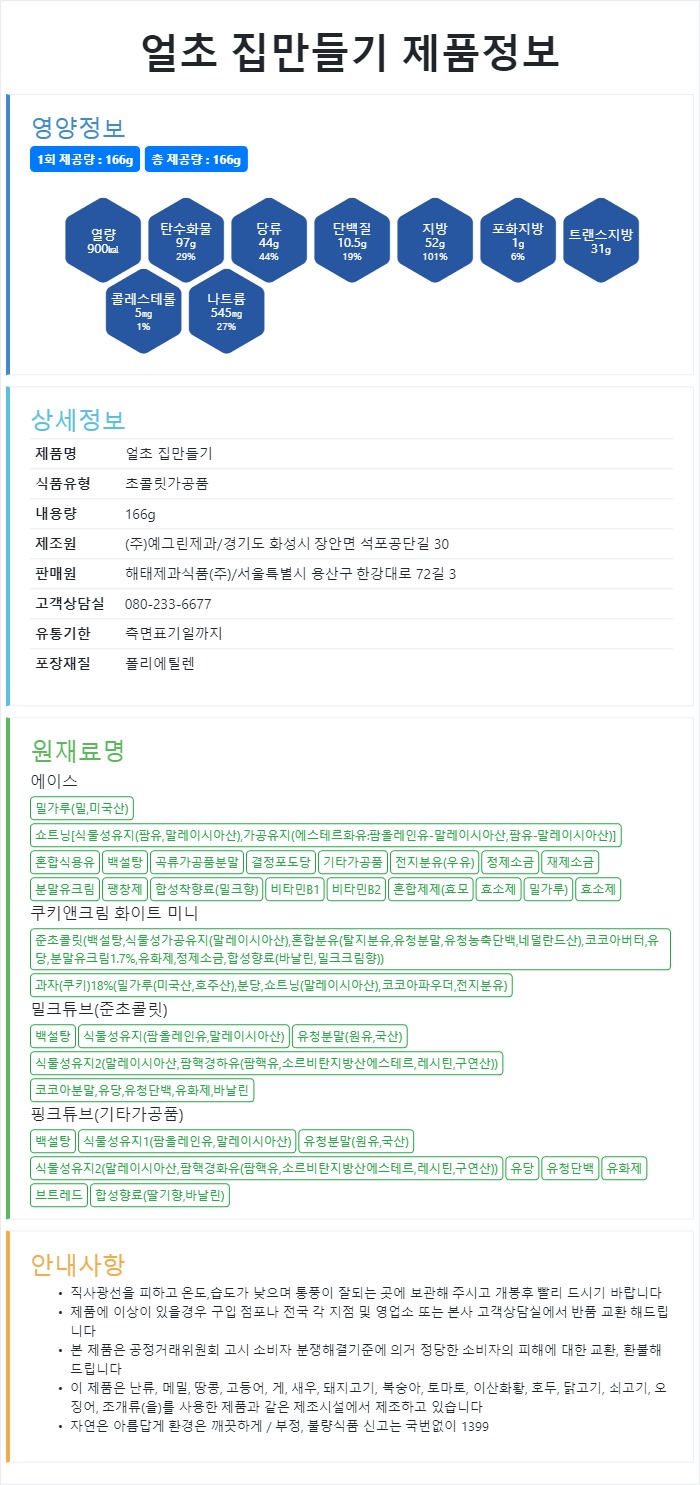 얼초 집만들기 제품정보
영양정보
1회 제공량 : 166g 총 제공량 : 166g
열량 탄수화물 당류 단백질 지방 포화지방 트랜스지방
900㎉ 97g 44g 10.5g 52g 1g 31g
29% 44% 19% 101% 6%
콜레스테롤 나트륨
5㎎ 545㎎
1% 27%
상세정보
제품명 얼초 집만들기
식품유형 초콜릿가공품
내용량 166g
제조원 (주)예그린제과/경기도 화성시 장안면 석포공단길 30
판매원 해태제과식품(주)/서울특별시 용산구 한강대로 72길 3
고객상담실 080-233-6677
유통기한 측면표기일까지
포장재질 폴리에틸렌
원재료명
에이스
밀가루(밀,미국산)
쇼트닝[식물성유지(팜유,말레이시아산),가공유지(에스테르화유:팜올레인유-말레이시아산,팜유-말레이시아산)]
혼합식용유 백설탕 곡류가공품분말 결정포도당 기타가공품 전지분유(우유) 정제소금 재제소금
분말유크림 팽창제 합성착향료(밀크향) 비타민B1 비타민B2 혼합제제(효모 효소제 밀가루) 효소제
쿠키앤크림 화이트 미니
준초콜릿(백설탕,식물성가공유지(말레이시아산),혼합분유(탈지분유,유청분말,유청농축단백,네덜란드산),코코아버터,유
당,분말유크림1.7%,유화제,정제소금,합성향료(바닐린,밀크크림향))
과자(쿠키)18%(밀가루(미국산,호주산),분당,쇼트닝(말레이시아산),코코아파우더,전지분유)
밀크튜브(준초콜릿)
백설탕 식물성유지(팜올레인유,말레이시아산) 유청분말(원유,국산)
식물성유지2(말레이시아산,팜핵경하유(팜핵유,소르비탄지방산에스테르,레시틴,구연산))
코코아분말,유당,유청단백,유화제,바닐린
핑크튜브(기타가공품)
백설탕 식물성유지1(팜올레인유,말레이시아산) 유청분말(원유,국산)
식물성유지2(말레이시아산,팜핵경화유(팜핵유,소르비탄지방산에스테르,레시틴,구연산)) 유당 유청단백 유화제
브트레드 합성향료(딸기향,바닐린)
안내사항
• 직사광선을 피하고 온도,습도가 낮으며 통풍이 잘되는 곳에 보관해 주시고 개봉후 빨리 드시기 바랍니다
• 제품에 이상이 있을경우 구입 점포나 전국 각 지점 및 영업소 또는 본사 고객상담실에서 반품 교환 해드립
니다
• 본 제품은 공정거래위원회 고시 소비자 분쟁해결기준에 의거 정당한 소비자의 피해에 대한 교환, 환불해
드립니다
• 이 제품은 난류, 메밀, 땅콩, 고등어, 게, 새우, 돼지고기, 복숭아, 토마토, 이산화황, 호두, 닭고기, 쇠고기, 오
징어, 조개류(을)를 사용한 제품과 같은 제조시설에서 제조하고 있습니다
• 자연은 아름답게 환경은 깨끗하게 / 부정, 불량식품 신고는 국번없이 1399